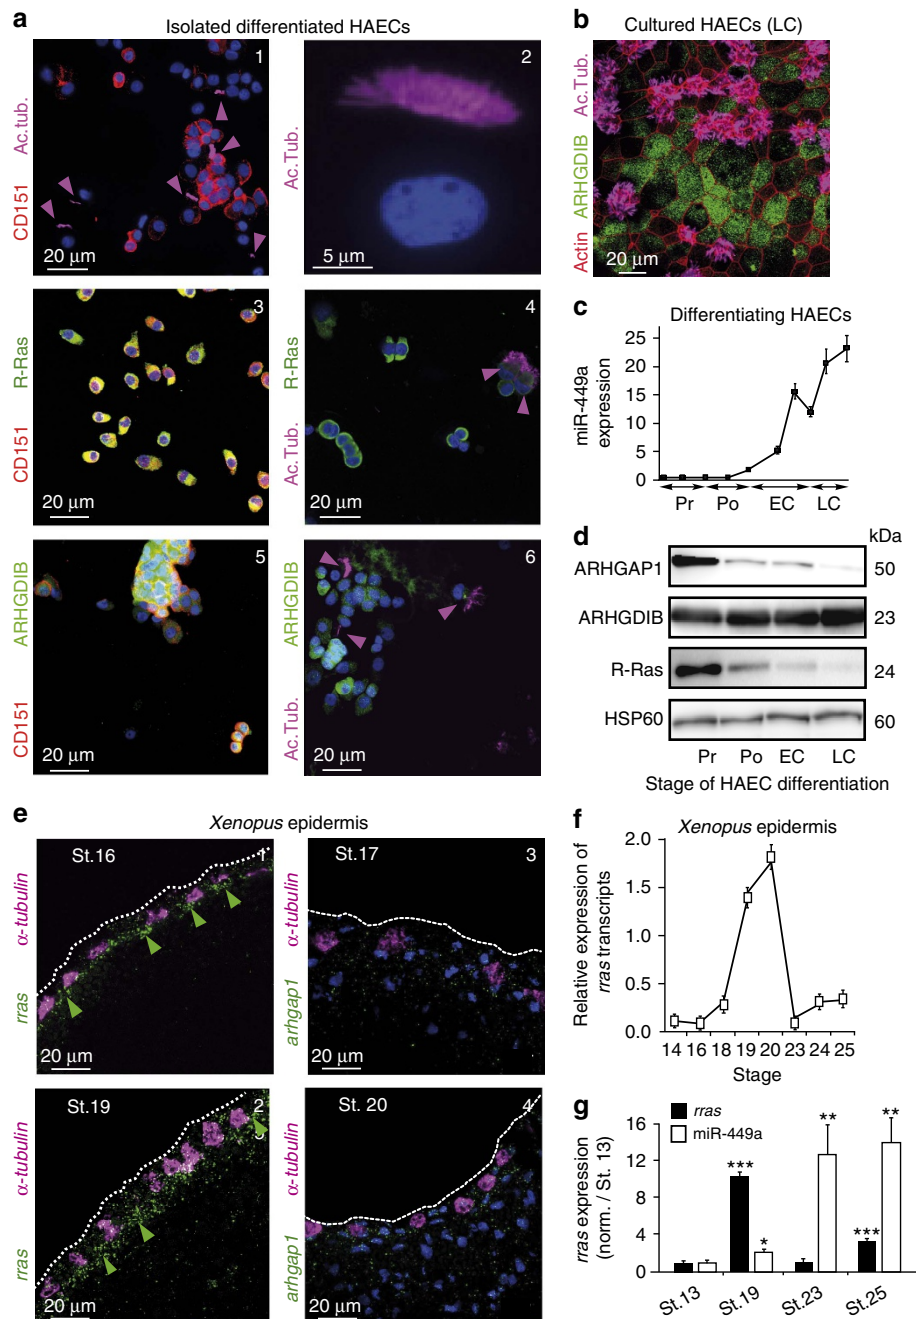 a
Isolated differentiated HAECs
CD151 Ac.tub.
1
20 μm
Ac.Tub.
2
5 μm
CD151 R-Ras
3
20 μm
Ac.Tub. R-Ras
4
20 μm
CD151 ARHGDIB
5
20 μm
Ac.Tub. ARHGDIB
6
20 μm
b
Cultured HAECs (LC)
Actin ARHGDIB Ac.Tub.
20 μm
c
Differentiating HAECs
miR-449a
expression
25
20
15
10
5
0
Pr Po EC LC
d
kDa
ARHGAP1 50
ARHGDIB 23
R-Ras 24
HSP60 60
Pr Po EC LC
Stage of HAEC differentiation
e
Xenopus epidermis
rras α-tubulin
St.16
1
20 μm
arhgap1 α-tubulin
St.17
3
20 μm
rras α-tubulin
St.19
2
20 μm
arhgap1 α-tubulin
St. 20
4
20 μm
f
Xenopus epidermis
Relative expression of
rras transcripts
2.0
1.5
1.0
0.5
0.0
14 16 18 19 20 23 24 25
Stage
g
rras
miR-449a
rras expression
(norm. / St. 13)
16
12
8
4
0
***
*
**
***
**
St.13 St.19 St.23 St.25